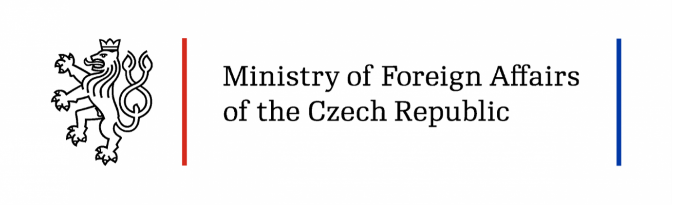 Ministry of Foreign Affairs
of the Czech Republic